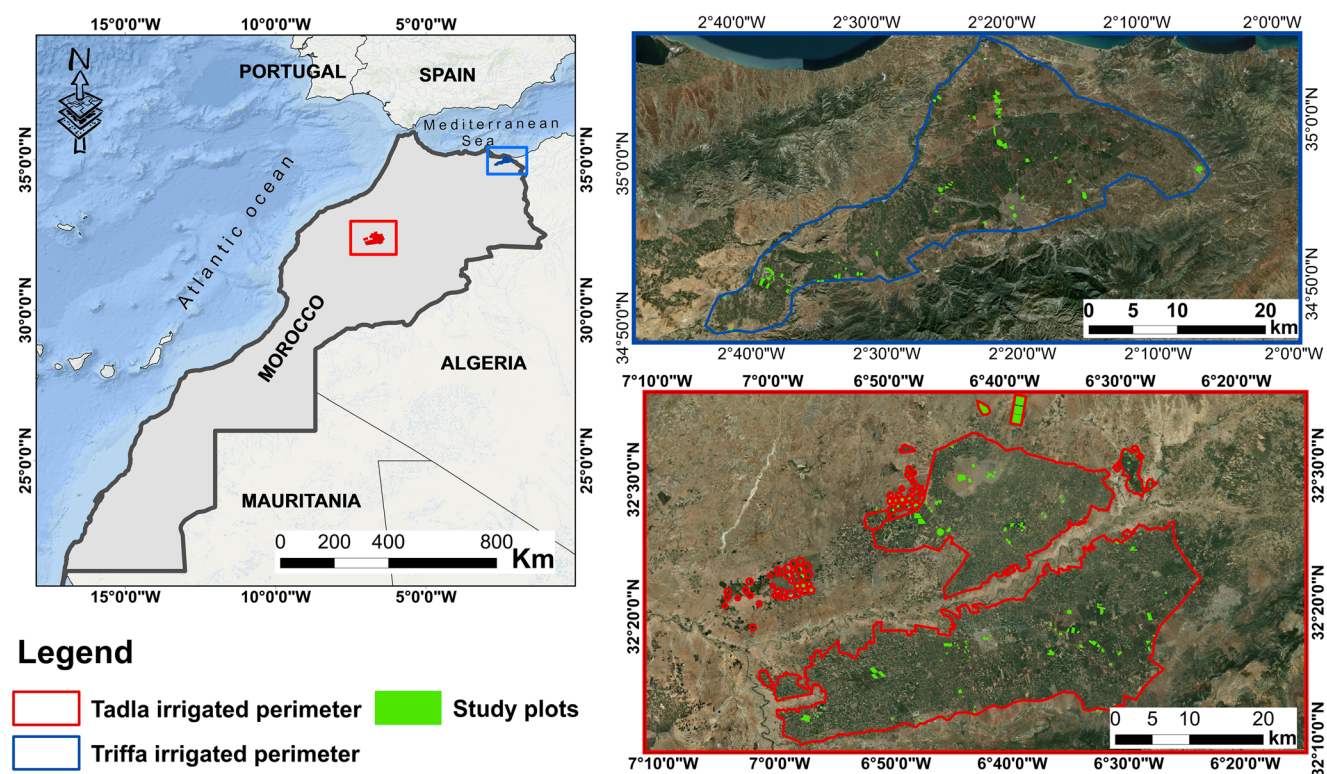 15°0'0"W 10°0'0"W 5°0'0"W
N
PORTUGAL
SPAIN
Mediterranean
Sea
35°0'0"N
35°0'0"N
Atlantic ocean
30°0'0"N
30°0'0"N
MOROCCO
ALGERIA
25°0'0"N
25°0'0"N
MAURITANIA
0 200 400 800
Km
15°0'0"W 10°0'0"W 5°0'0"W
2°40'0"W 2°30'0"W 2°20'0"W 2°10'0"W 2°0'0"W
35°0'0"N
35°0'0"N
34°50'0"N
34°50'0"N
0 5 10 20
km
2°40'0"W 2°30'0"W 2°20'0"W 2°10'0"W 2°0'0"W
7°10'0"W 7°0'0"W 6°50'0"W 6°40'0"W 6°30'0"W 6°20'0"W
32°30'0"N
32°30'0"N
32°20'0"N
32°20'0"N
32°10'0"N
0 5 10 20
km
7°10'0"W 7°0'0"W 6°50'0"W 6°40'0"W 6°30'0"W 6°20'0"W
Legend
Tadla irrigated perimeter
Study plots
Triffa irrigated perimeter